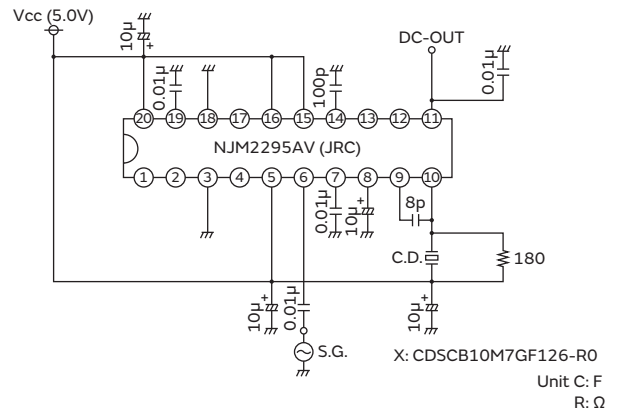 Vcc (5.0V)
10μ
+
DC-OUT
0.01μ
100p
0.01μ
20 19 18 17 16 15 14 13 12 11
NJM2295AV (JRC)
1 2 3 4 5 6 7 8 9 10
0.01μ
10μ
+
8p
C.D.
180
10μ
+
0.01μ
10μ
+
S.G.
X: CDSCB10M7GF126-R0
Unit C: F
R: Ω